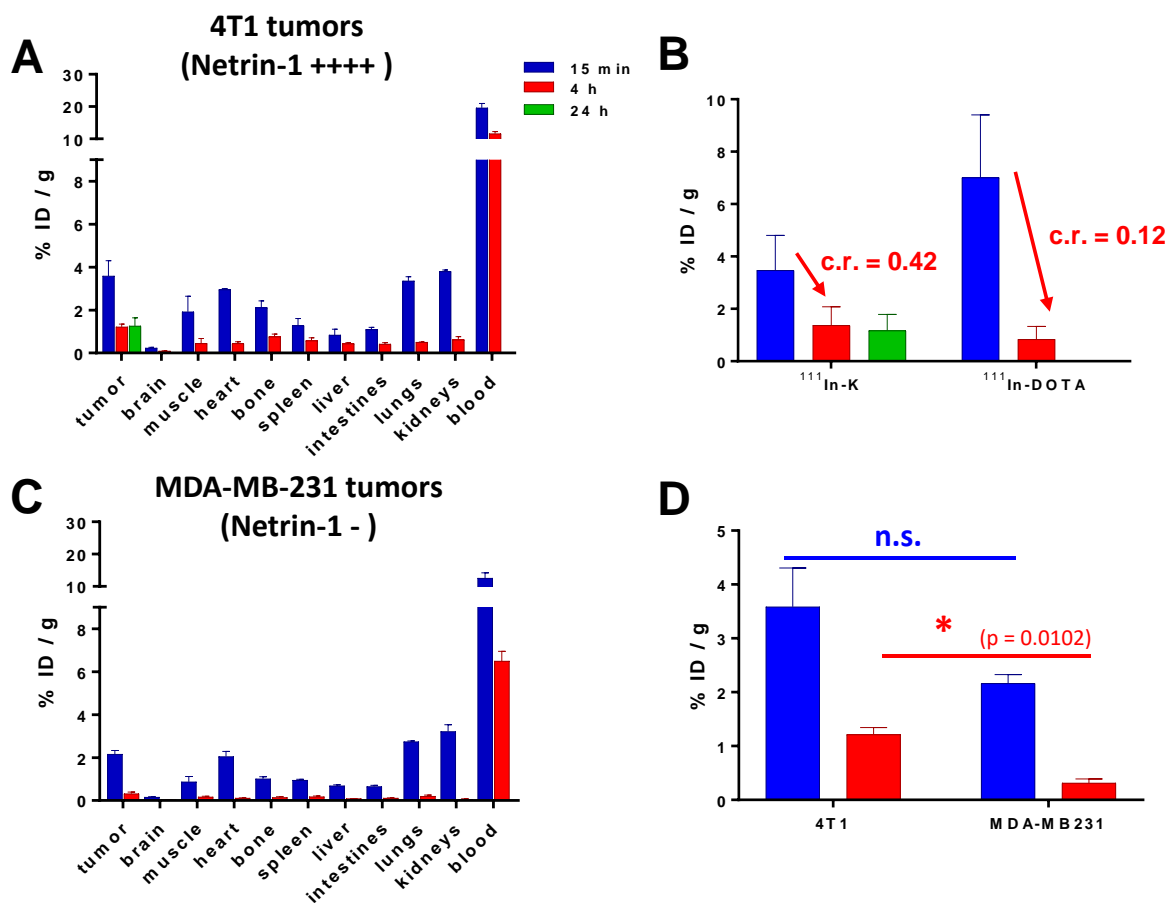 A
4T1 tumors
(Netrin-1 ++++ )
15 min
4 h
24 h
30
20
10
8
6
4
2
0
% ID / g
tumor
brain
muscle
heart
bone
spleen
liver
intestines
lungs
kidneys
blood
B
10
8
6
4
2
0
% ID / g
c.r. = 0.42
c.r. = 0.12
¹¹¹In-K
¹¹¹In-DOTA
C
MDA-MB-231 tumors
(Netrin-1 - )
30
20
10
8
6
4
2
0
% ID / g
tumor
brain
muscle
heart
bone
spleen
liver
intestines
lungs
kidneys
blood
D
5
4
3
2
1
0
% ID / g
n.s.
* (p = 0.0102)
4T1
MDA-MB231